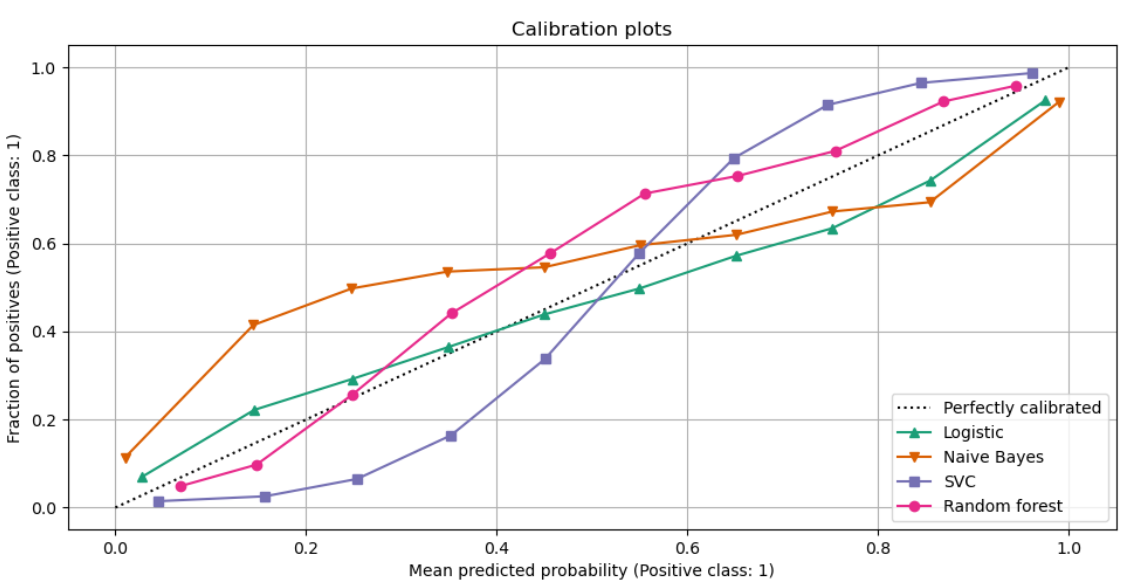 Calibration plots
Fraction of positives (Positive class: 1)
1.0
0.8
0.6
0.4
0.2
0.0
0.0 0.2 0.4 0.6 0.8 1.0
Mean predicted probability (Positive class: 1)
Perfectly calibrated
Logistic
Naive Bayes
SVC
Random forest